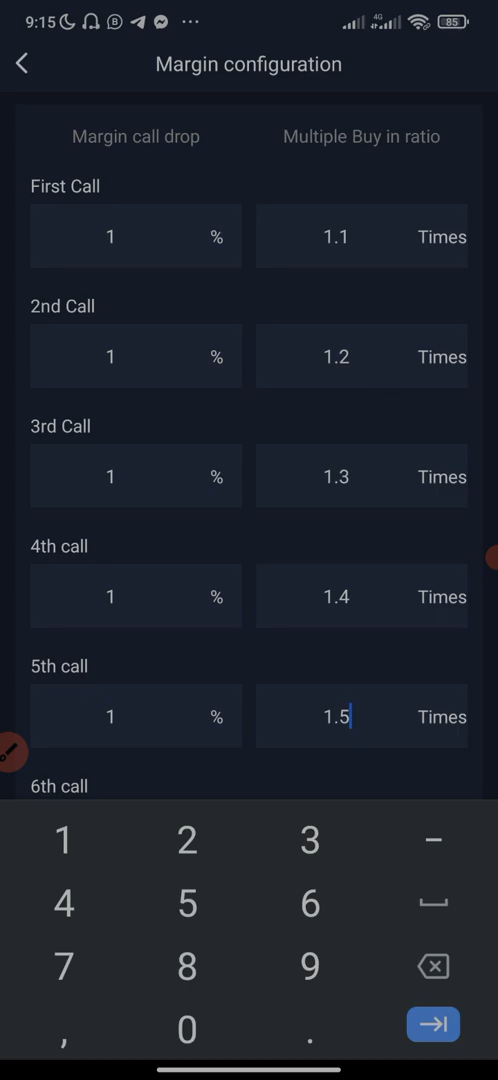 9:15 4G 85
Margin configuration
Margin call drop Multiple Buy in ratio
First Call
1 % 1.1 Times
2nd Call
1 % 1.2 Times
3rd Call
1 % 1.3 Times
4th call
1 % 1.4 Times
5th call
1 % 1.5 Times
6th call
1 2 3 –
4 5 6
7 8 9
, 0 .